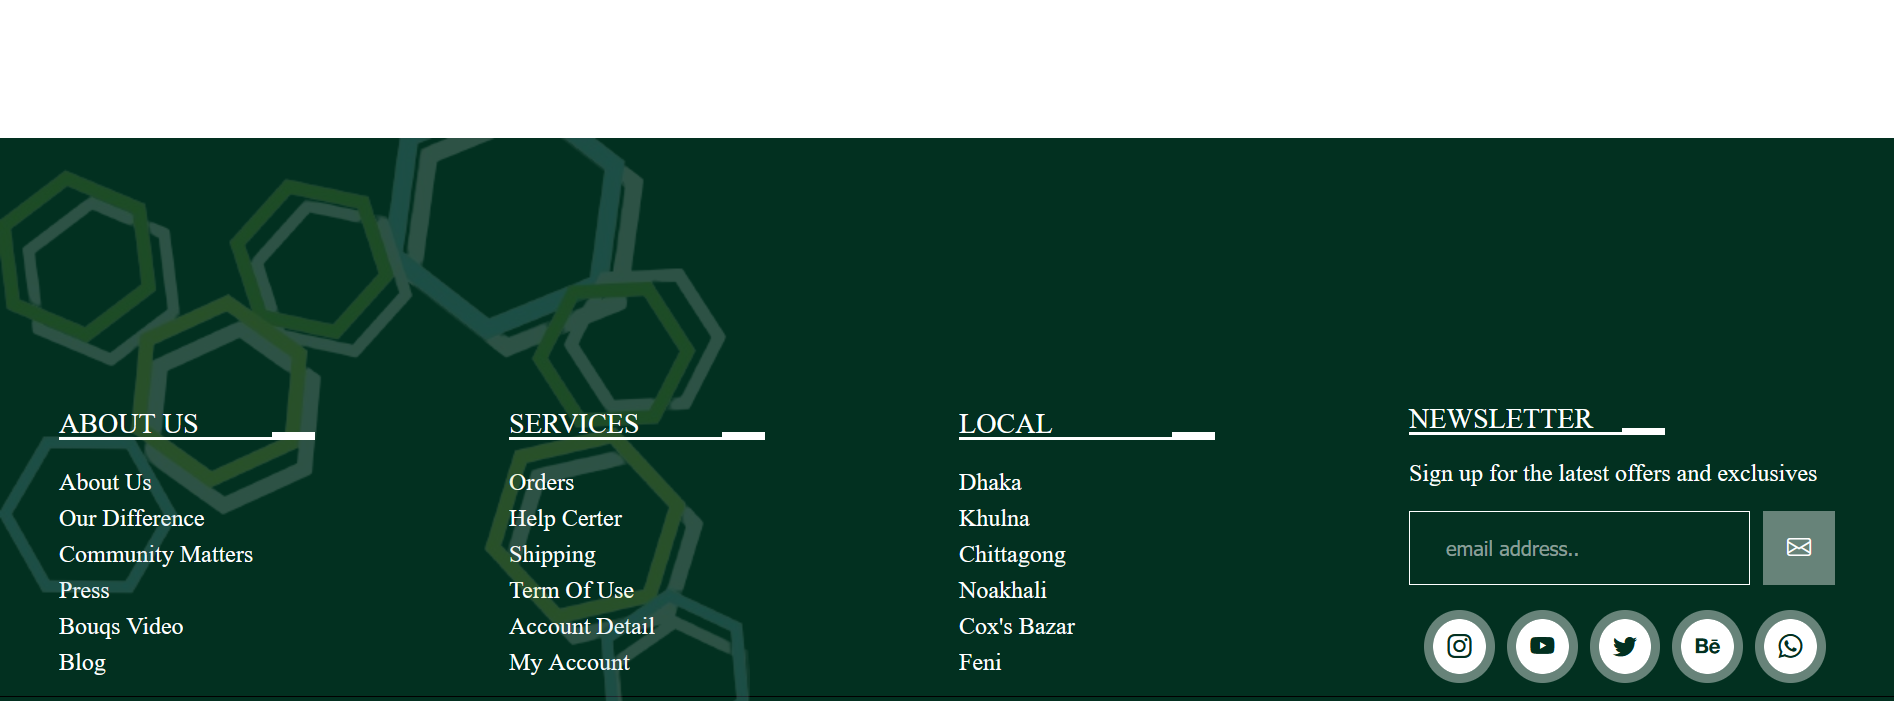 ABOUT US
About Us
Our Difference
Community Matters
Press
Bouqs Video
Blog
SERVICES
Orders
Help Certer
Shipping
Term Of Use
Account Detail
My Account
LOCAL
Dhaka
Khulna
Chittagong
Noakhali
Cox's Bazar
Feni
NEWSLETTER
Sign up for the latest offers and exclusives
email address..
Bē